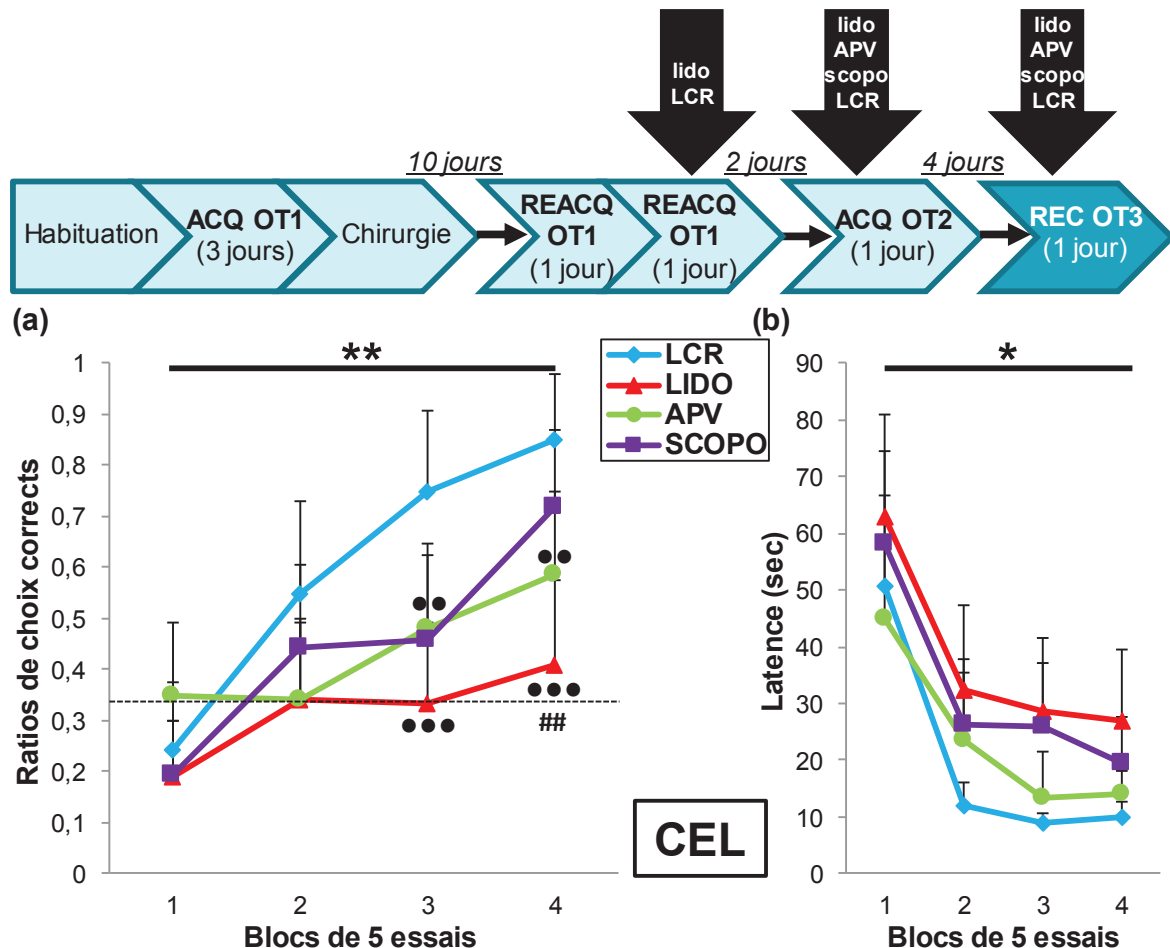 lido
LCR
lido
APV
scopo
LCR
lido
APV
scopo
LCR
10 jours
2 jours
4 jours
Habituation
ACQ OT1
(3 jours)
Chirurgie
REACQ
OT1
(1 jour)
REACQ
OT1
(1 jour)
ACQ OT2
(1 jour)
REC OT3
(1 jour)
(a)
(b)
**
*
LCR
LIDO
APV
SCOPO
Ratios de choix corrects
1
0,9
0,8
0,7
0,6
0,5
0,4
0,3
0,2
0,1
0
●●
●●●
●●
●●●
##
1 2 3 4
Blocs de 5 essais
CEL
Latence (sec)
90
80
70
60
50
40
30
20
10
0
1 2 3 4
Blocs de 5 essais